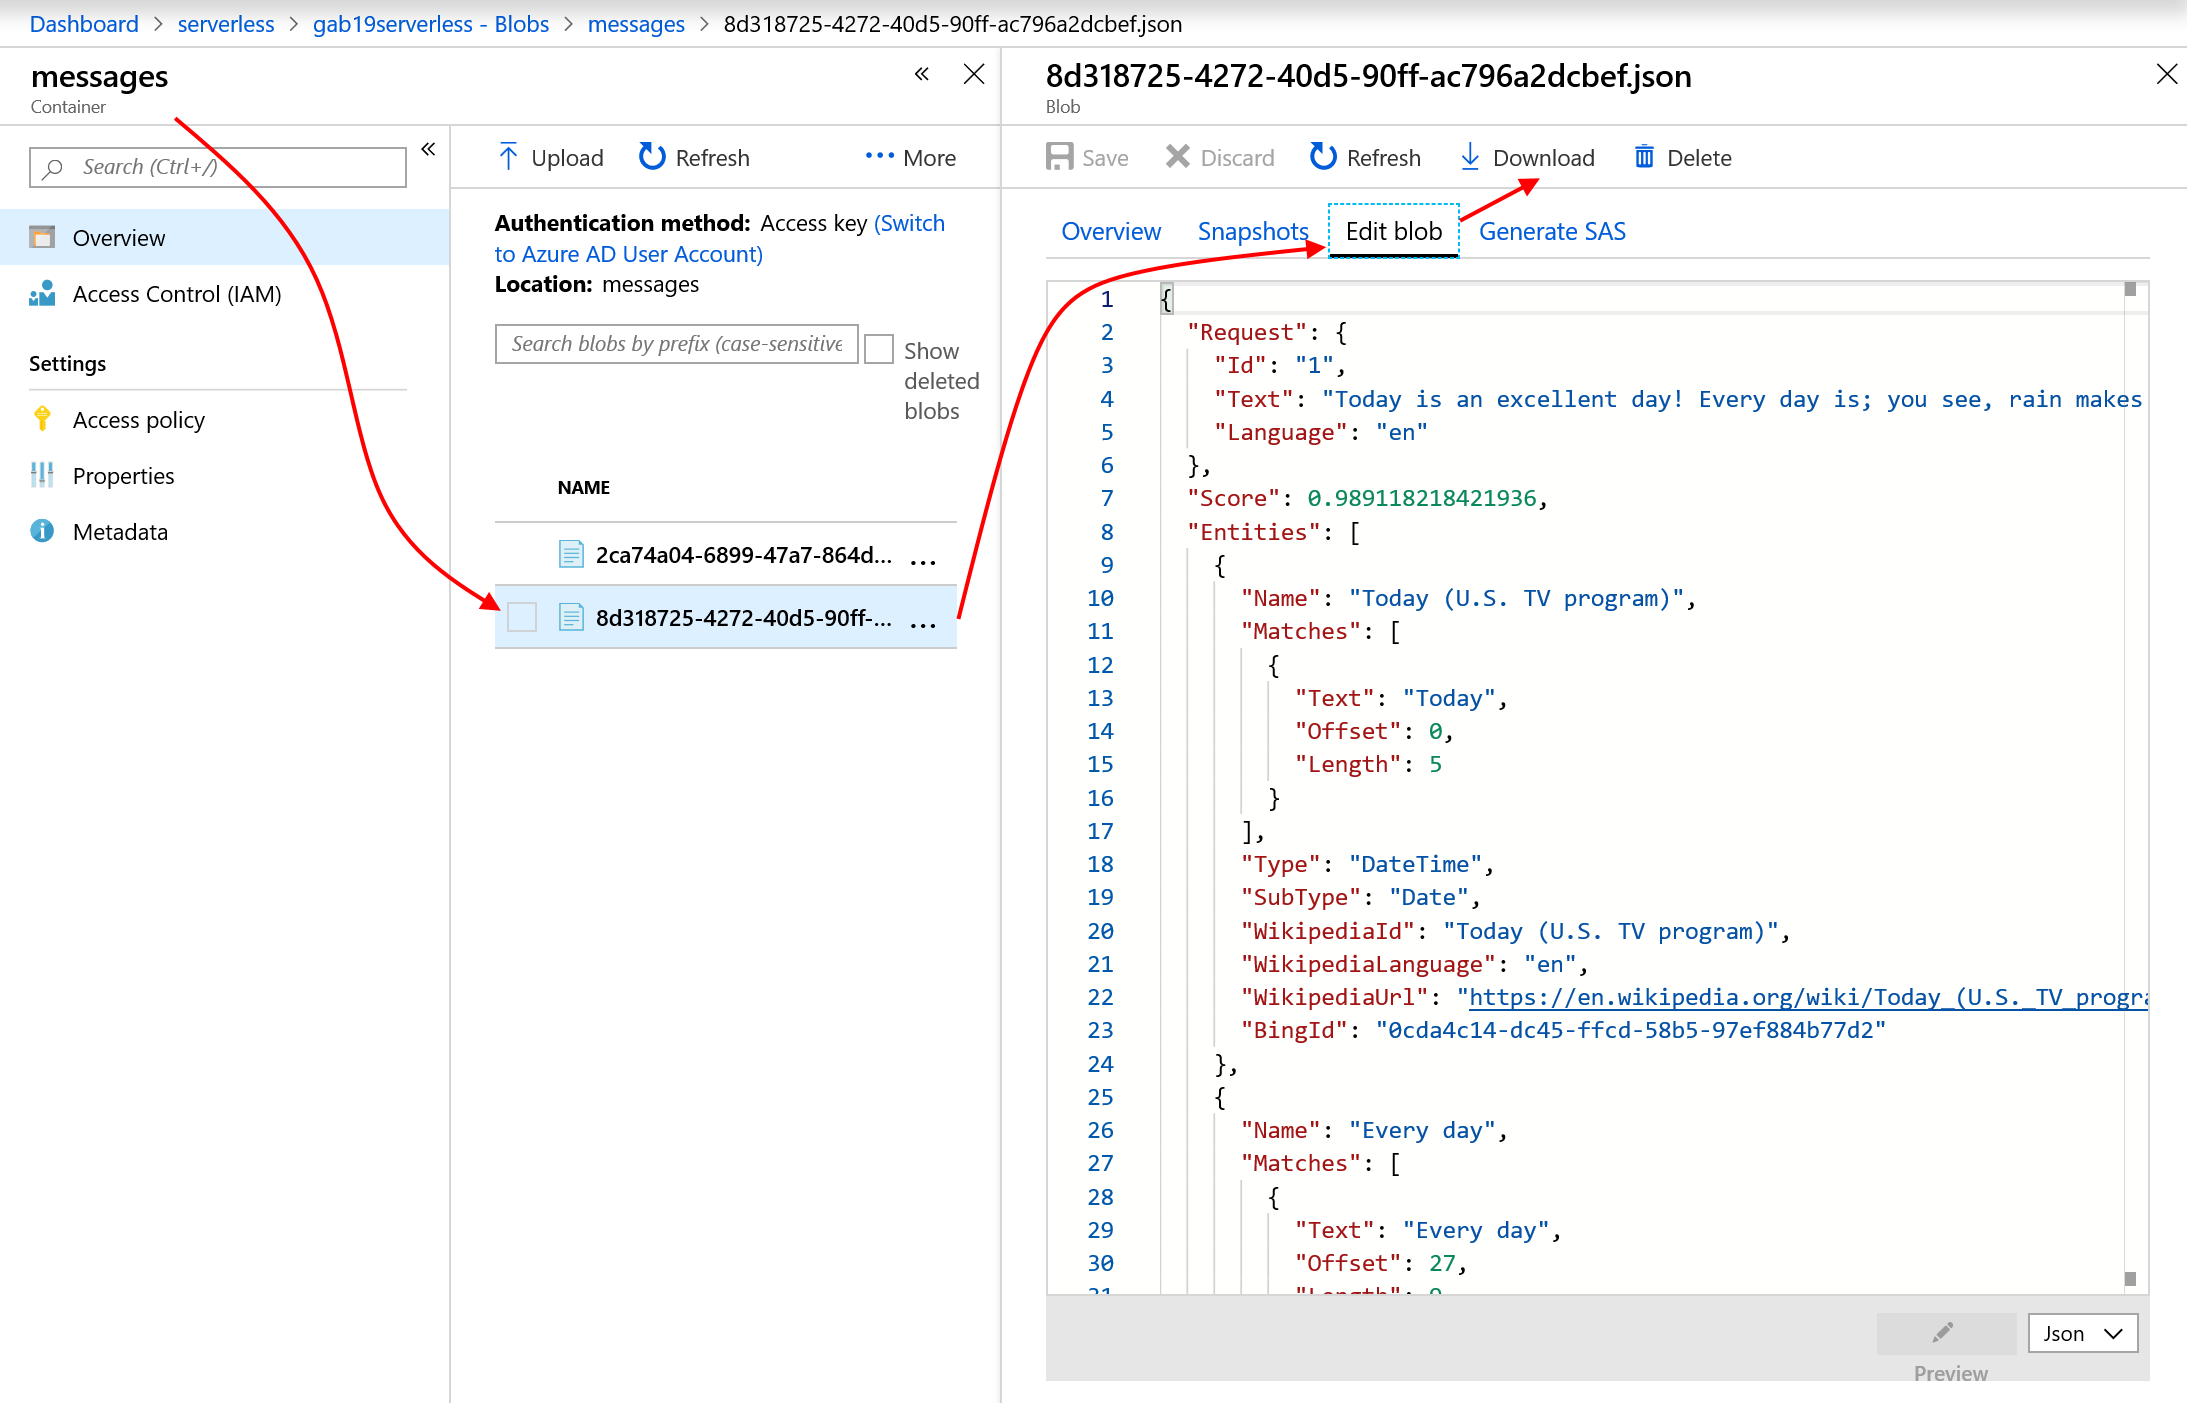 Dashboard > serverless > gab19serverless - Blobs > messages > 8d318725-4272-40d5-90ff-ac796a2dcbef.json
messages
Container
Search (Ctrl+/)
Overview
Access Control (IAM)
Settings
Access policy
Properties
Metadata
Upload Refresh ... More
Authentication method: Access key (Switch
to Azure AD User Account)
Location: messages
Search blobs by prefix (case-sensitive
Show
deleted
blobs
NAME
2ca74a04-6899-47a7-864d... ...
8d318725-4272-40d5-90ff-... ...
8d318725-4272-40d5-90ff-ac796a2dcbef.json
Blob
Save Discard Refresh Download Delete
Overview Snapshots Edit blob Generate SAS
1 {
2 "Request": {
3 "Id": "1",
4 "Text": "Today is an excellent day! Every day is; you see, rain makes
5 "Language": "en"
6 },
7 "Score": 0.989118218421936,
8 "Entities": [
9 {
10 "Name": "Today (U.S. TV program)",
11 "Matches": [
12 {
13 "Text": "Today",
14 "Offset": 0,
15 "Length": 5
16 }
17 ],
18 "Type": "DateTime",
19 "SubType": "Date",
20 "WikipediaId": "Today (U.S. TV program)",
21 "WikipediaLanguage": "en",
22 "WikipediaUrl": "https://en.wikipedia.org/wiki/Today_(U.S._TV_progra
23 "BingId": "0cda4c14-dc45-ffcd-58b5-97ef884b77d2"
24 },
25 {
26 "Name": "Every day",
27 "Matches": [
28 {
29 "Text": "Every day",
30 "Offset": 27,
31 "Length": 9
Json
Preview